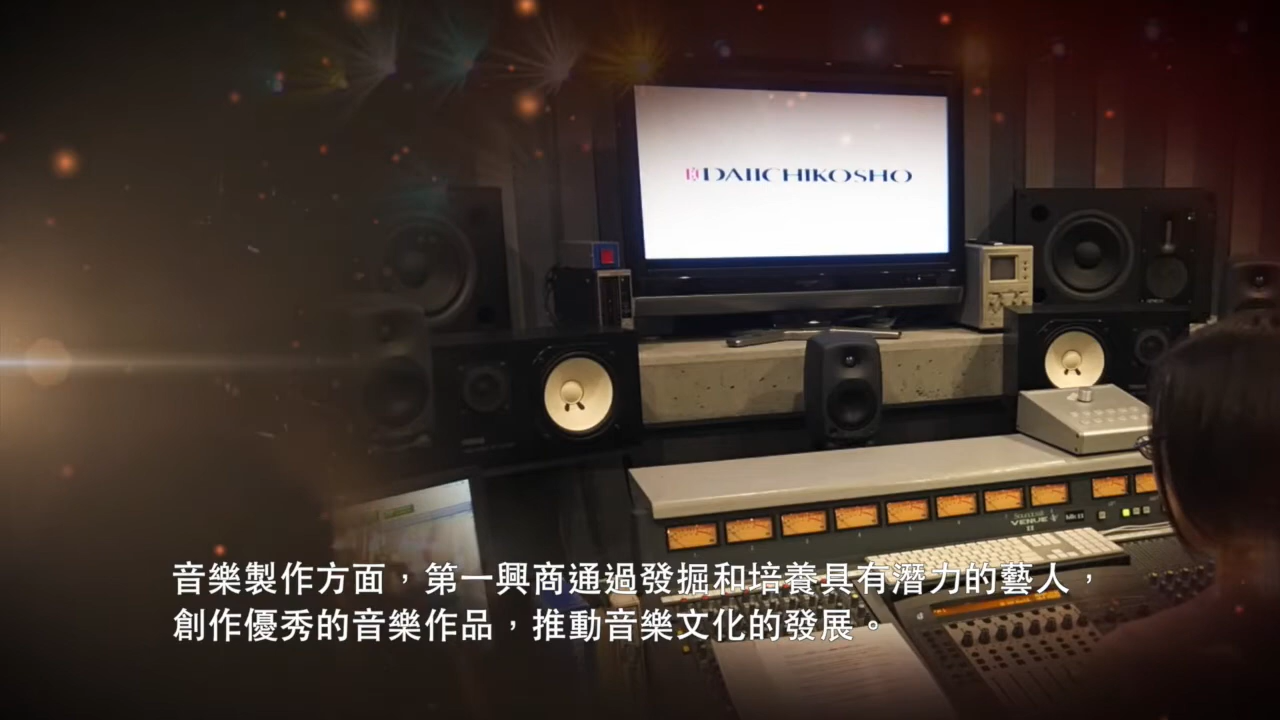 DAIICHIKOSHO
VENUE
II
音樂製作方面，第一興商通過發掘和培養具有潛力的藝人，
創作優秀的音樂作品，推動音樂文化的發展。